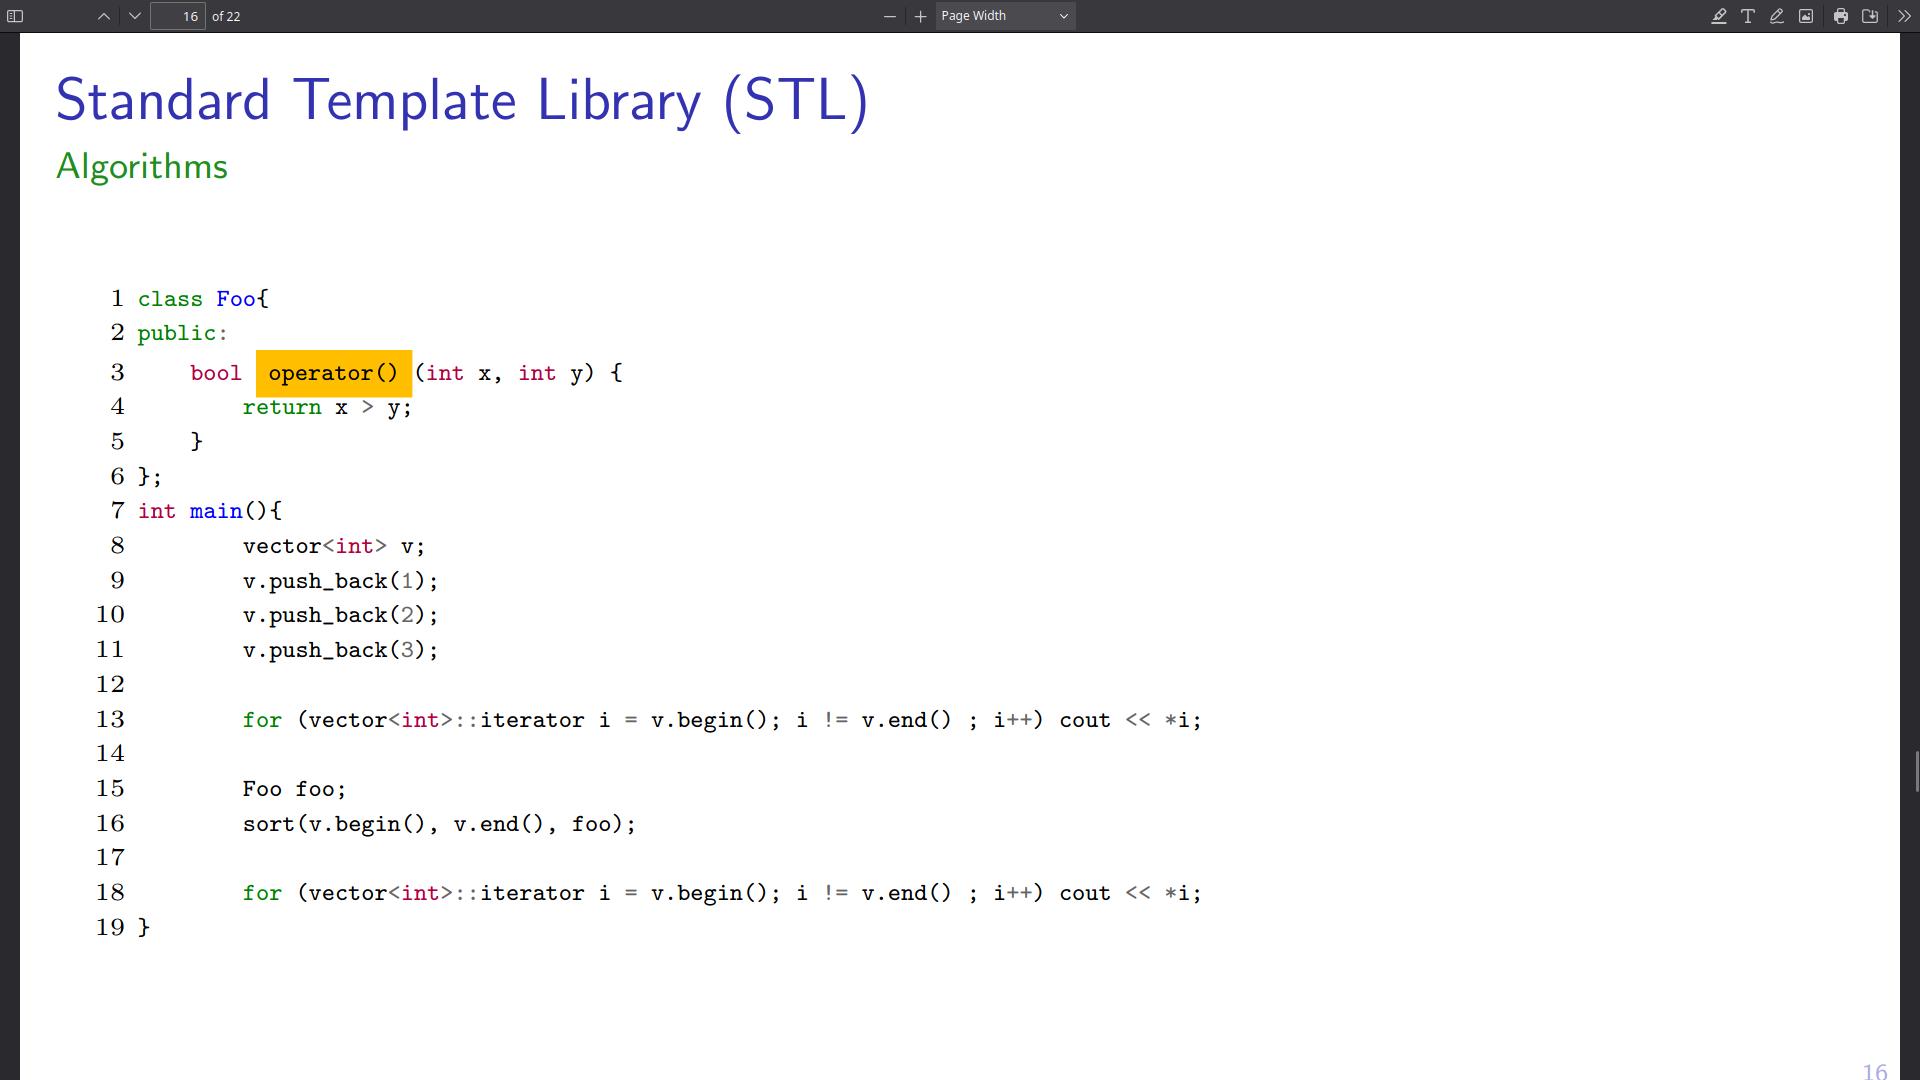 16 of 22 Page Width
Standard Template Library (STL)
Algorithms
1 class Foo{
2 public:
3     bool operator() (int x, int y) {
4         return x > y;
5     }
6 };
7 int main(){
8         vector<int> v;
9         v.push_back(1);
10         v.push_back(2);
11         v.push_back(3);
12
13         for (vector<int>::iterator i = v.begin(); i != v.end() ; i++) cout << *i;
14
15         Foo foo;
16         sort(v.begin(), v.end(), foo);
17
18         for (vector<int>::iterator i = v.begin(); i != v.end() ; i++) cout << *i;
19 }
16